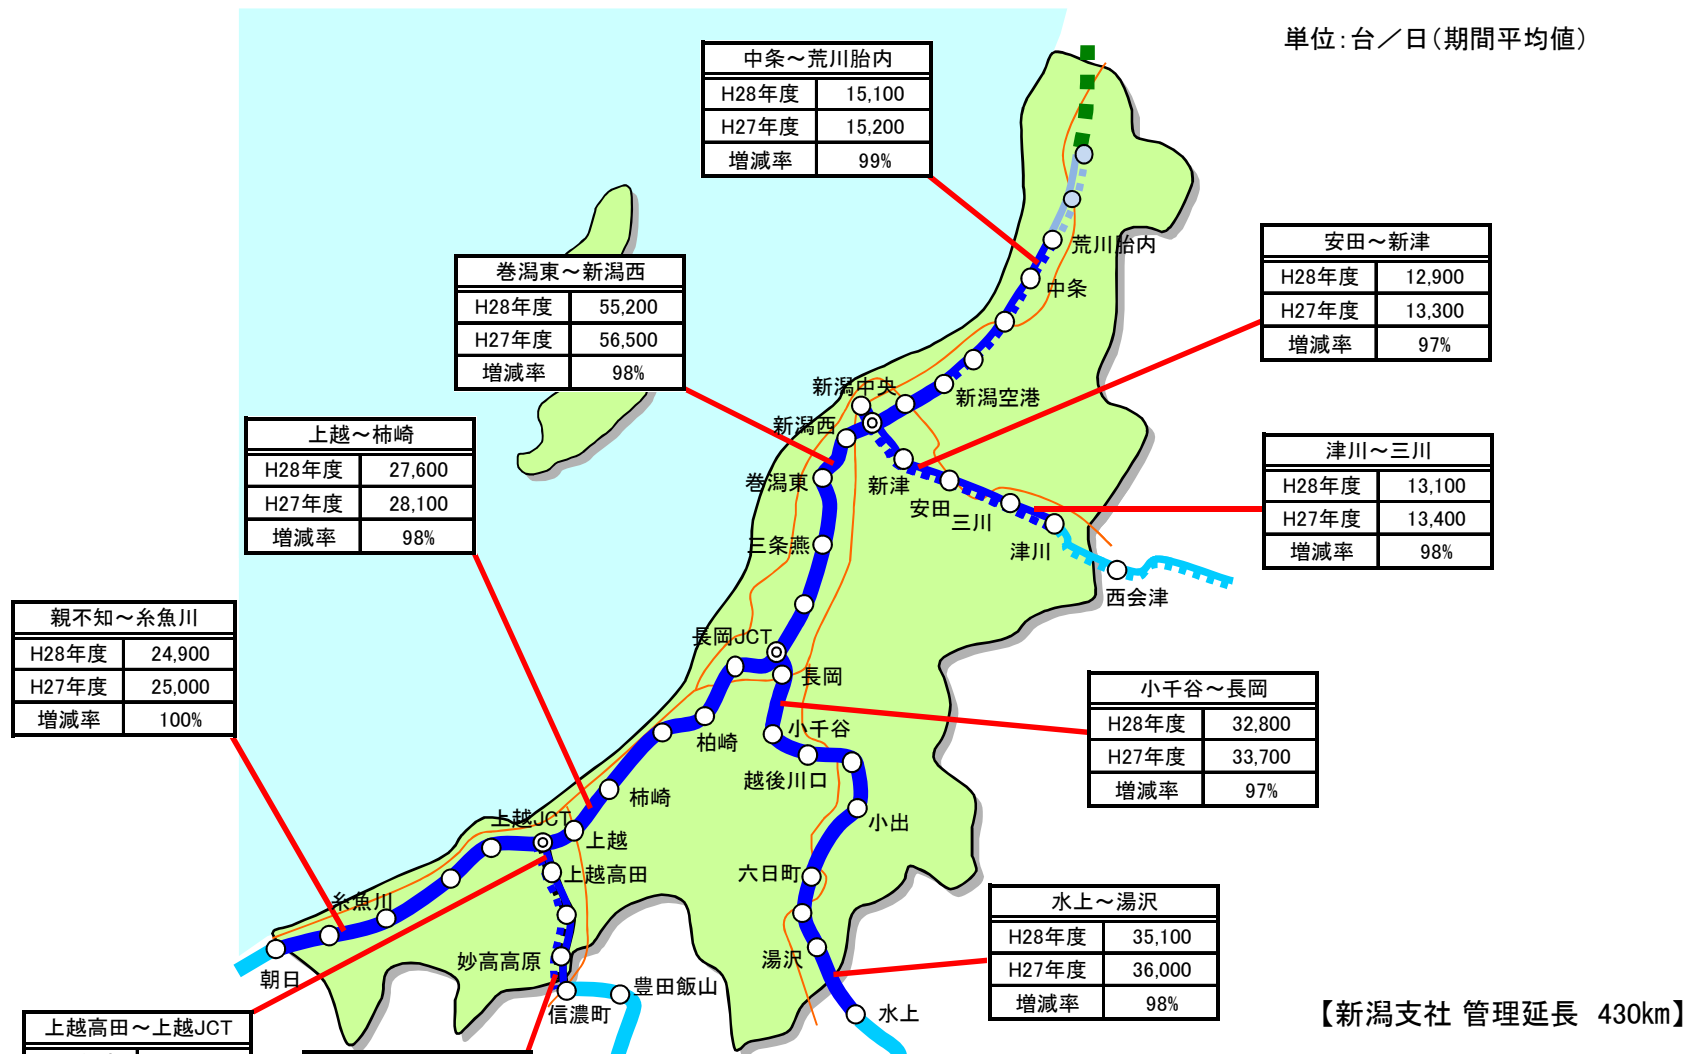 単位:台／日(期間平均値)
中条～荒川胎内
H28年度 15,100
H27年度 15,200
増減率 99%
巻潟東～新潟西
H28年度 55,200
H27年度 56,500
増減率 98%
安田～新津
H28年度 12,900
H27年度 13,300
増減率 97%
上越～柿崎
H28年度 27,600
H27年度 28,100
増減率 98%
津川～三川
H28年度 13,100
H27年度 13,400
増減率 98%
親不知～糸魚川
H28年度 24,900
H27年度 25,000
増減率 100%
小千谷～長岡
H28年度 32,800
H27年度 33,700
増減率 97%
水上～湯沢
H28年度 35,100
H27年度 36,000
増減率 98%
上越高田～上越JCT
荒川胎内
中条
新潟中央
新潟空港
新潟西
巻潟東
新津
安田
三川
津川
西会津
三条燕
長岡JCT
長岡
小千谷
柏崎
越後川口
柿崎
小出
上越JCT
上越
上越高田
六日町
糸魚川
湯沢
妙高高原
朝日
豊田飯山
信濃町
水上
【新潟支社 管理延長 430km】